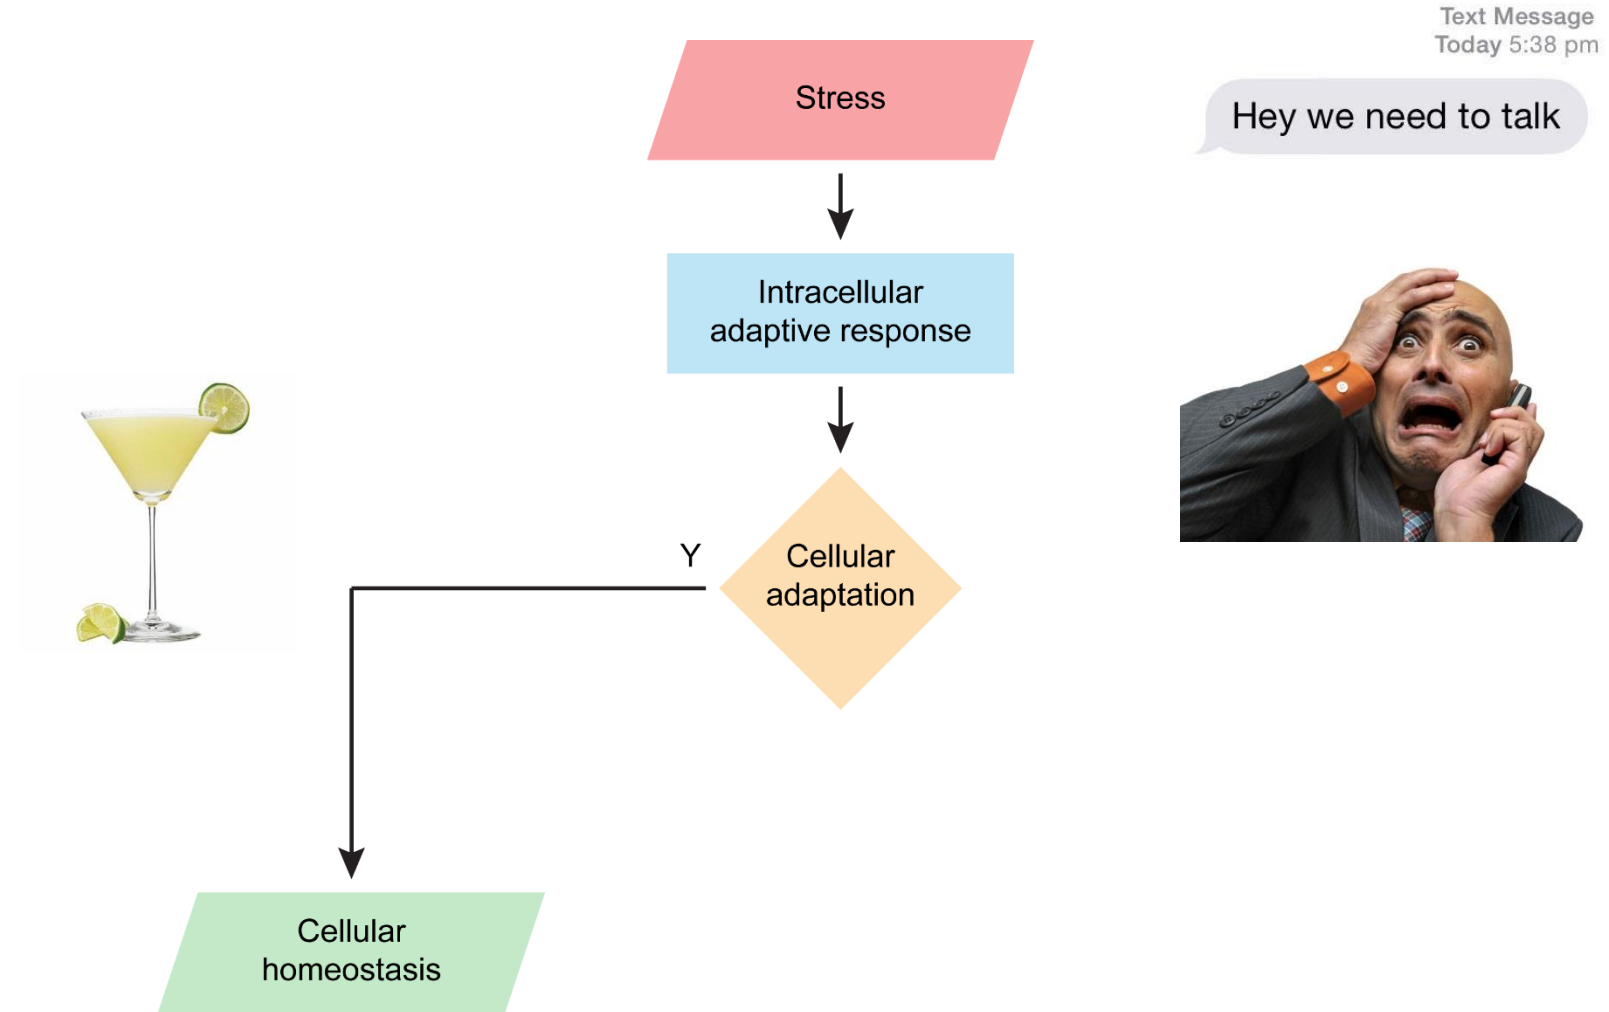 Text Message
Today 5:38 pm
Hey we need to talk
Stress
Intracellular
adaptive response
Y
Cellular
adaptation
Cellular
homeostasis